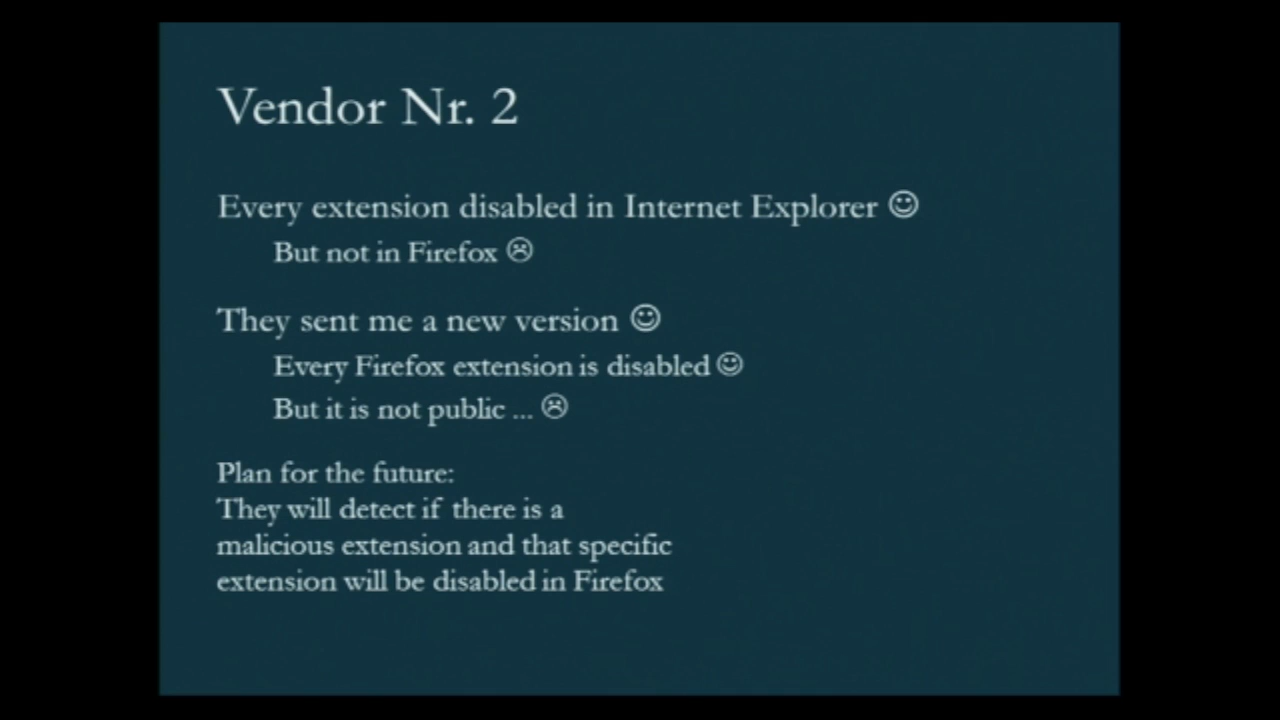 Vendor Nr. 2
Every extension disabled in Internet Explorer ☺
But not in Firefox ☹
They sent me a new version ☺
Every Firefox extension is disabled ☺
But it is not public ... ☹
Plan for the future:
They will detect if there is a
malicious extension and that specific
extension will be disabled in Firefox